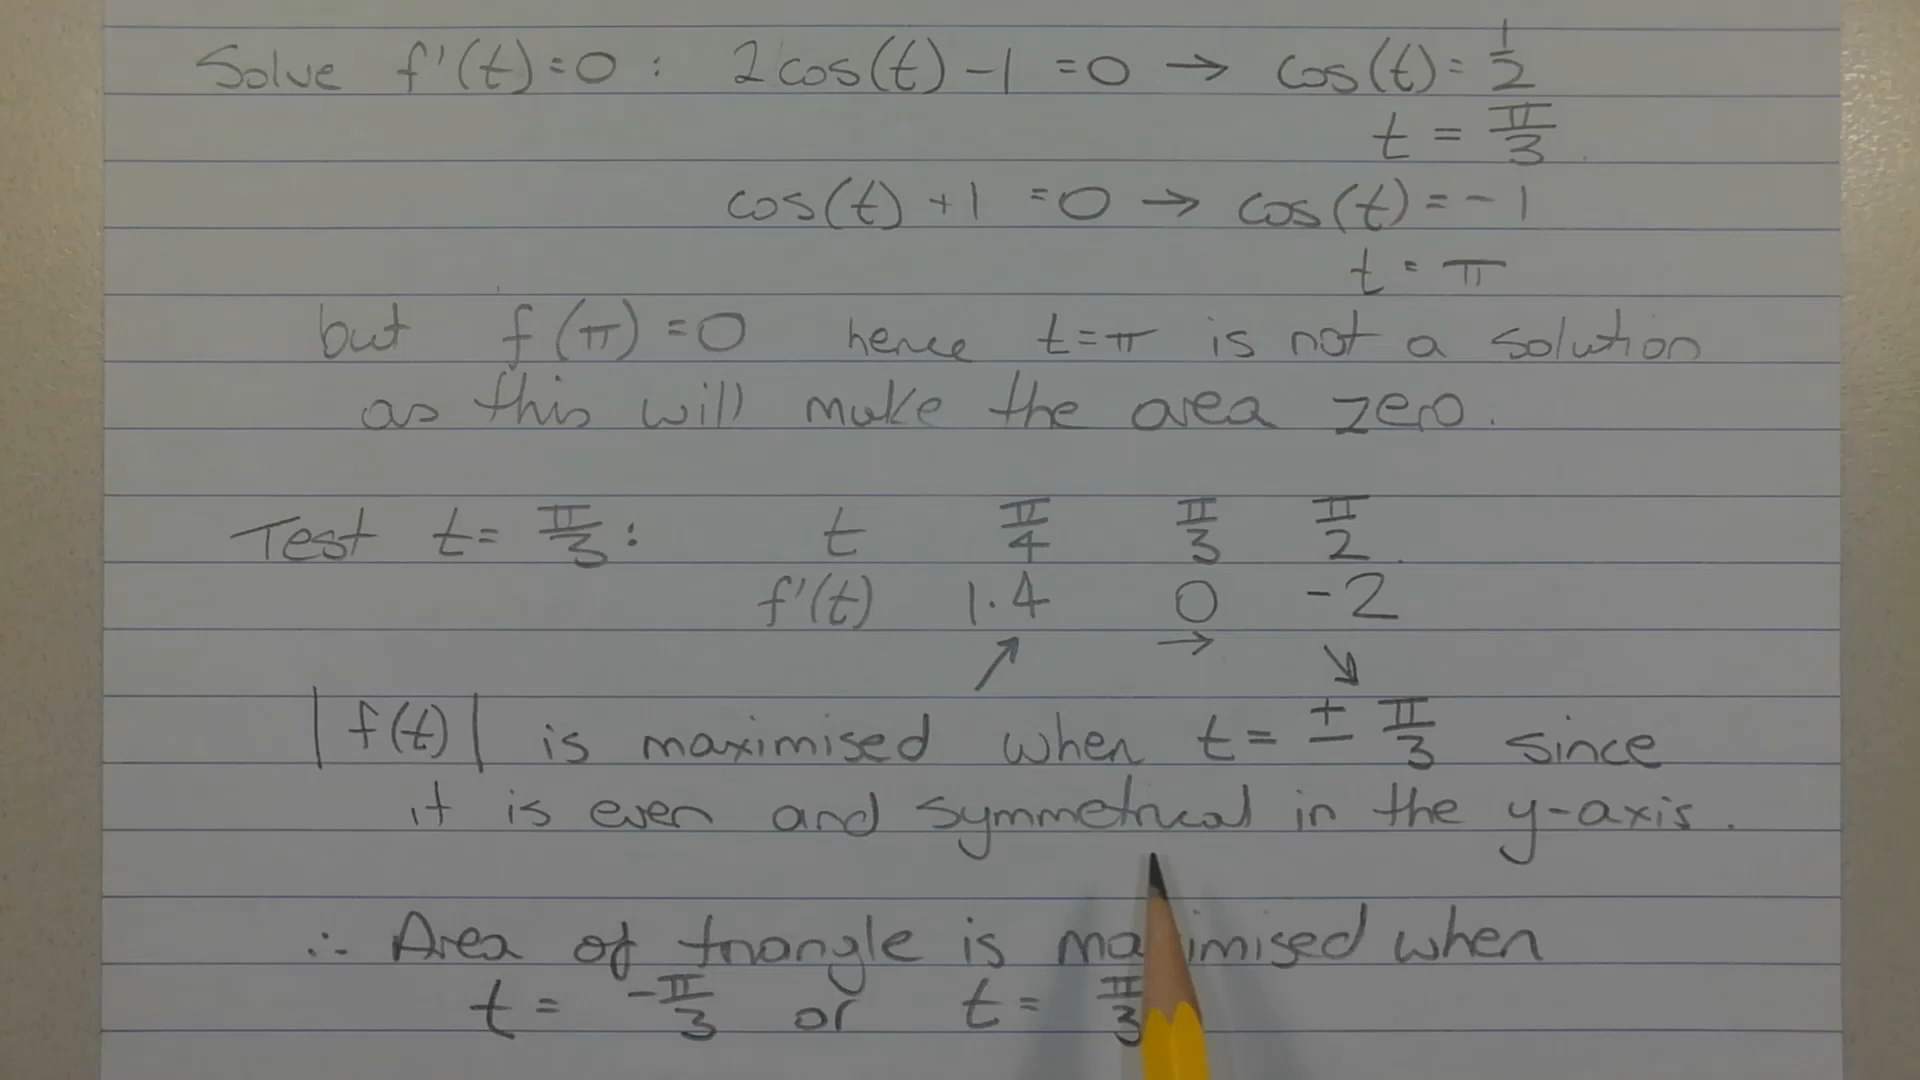 Solve f'(t)=0 : 2cos(t) -1 =0 → cos(t)= 1/2
t = π/3
cos(t) +1 =0 → cos(t)=-1
t = π
but f(π)=0 hence t=π is not a solution
as this will make the area zero.
Test t= π/3 : t π/4 π/3 π/2
f'(t) 1.4 0 -2
↗ → ↘
|f(t)| is maximised when t= ± π/3 since
it is even and symmetrical in the y-axis.
∴ Area of triangle is maximised when
t = -π/3 or t = π/3